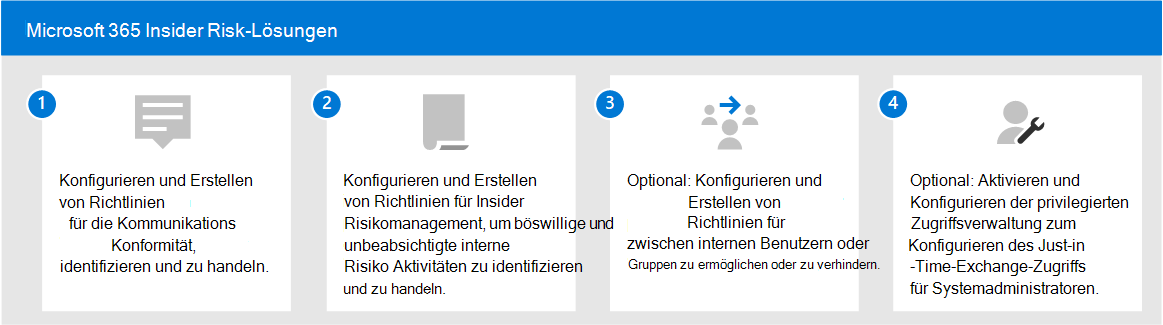 Microsoft 365 Insider Risk-Lösungen
1
Konfigurieren und Erstellen
von Richtlinien
für die Kommunikations
Konformität,
identifizieren und zu handeln.
2
Konfigurieren und Erstellen
von Richtlinien für Insider
Risikomanagement, um böswillige und
unbeabsichtigte interne
Risiko Aktivitäten zu identifizieren
und zu handeln.
3
Optional: Konfigurieren und
Erstellen von
Richtlinien für
zwischen internen Benutzern oder
Gruppen zu ermöglichen oder zu verhindern.
4
Optional: Aktivieren und
Konfigurieren der privilegierten
Zugriffsverwaltung zum
Konfigurieren des Just-in
-Time-Exchange-Zugriffs
für Systemadministratoren.